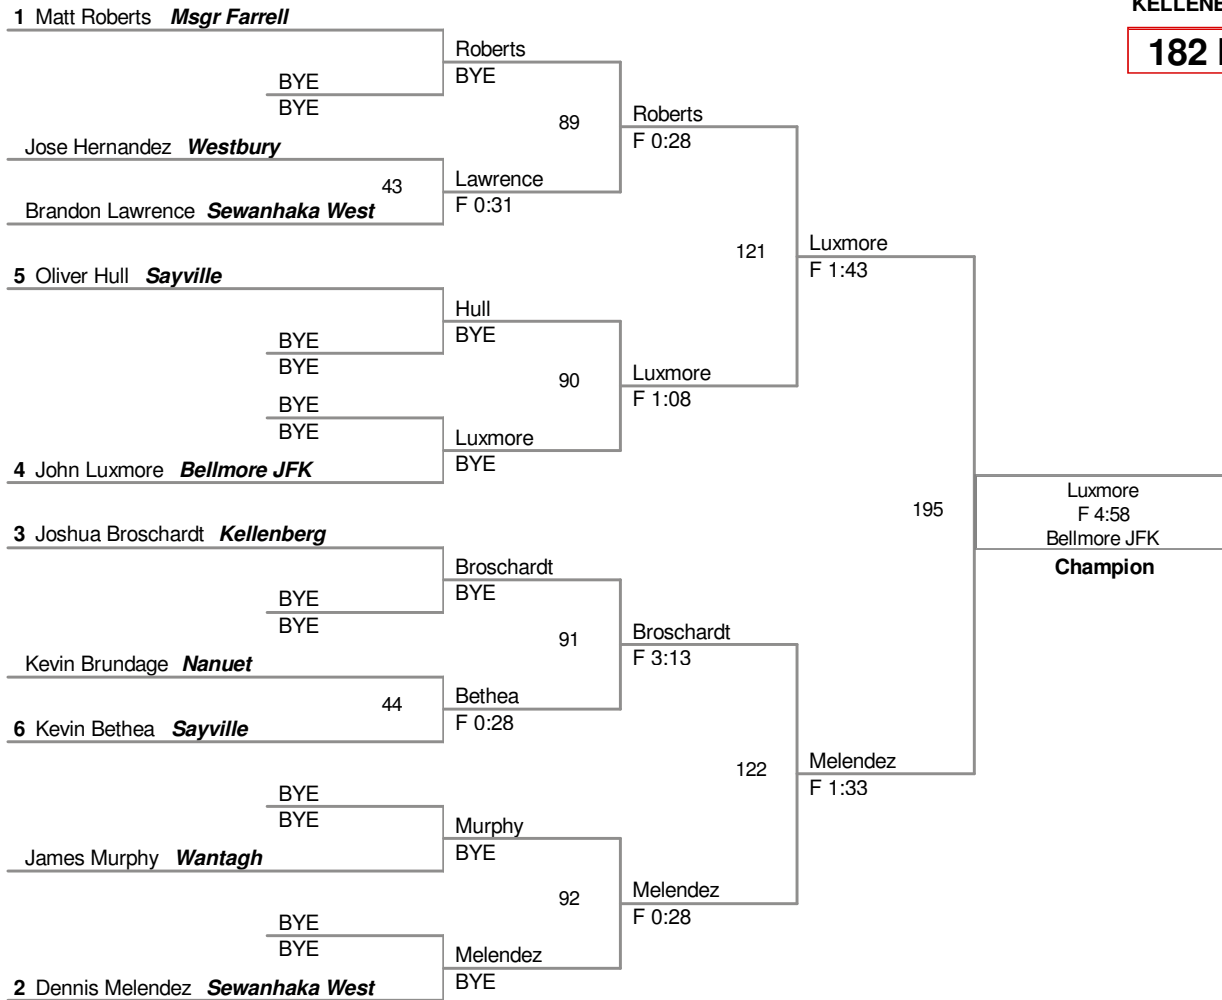 KELLENB
182
1 Matt Roberts Msgr Farrell
Roberts
BYE
BYE
BYE
89
Roberts
F 0:28
Jose Hernandez Westbury
43
Lawrence
F 0:31
Brandon Lawrence Sewanhaka West
121
Luxmore
F 1:43
5 Oliver Hull Sayville
Hull
BYE
BYE
BYE
90
Luxmore
F 1:08
BYE
BYE
Luxmore
BYE
4 John Luxmore Bellmore JFK
195
Luxmore
F 4:58
Bellmore JFK
Champion
3 Joshua Broschardt Kellenberg
Broschardt
BYE
BYE
BYE
91
Broschardt
F 3:13
Kevin Brundage Nanuet
44
Bethea
F 0:28
6 Kevin Bethea Sayville
122
Melendez
F 1:33
BYE
BYE
Murphy
BYE
James Murphy Wantagh
92
Melendez
F 0:28
BYE
BYE
Melendez
BYE
2 Dennis Melendez Sewanhaka West